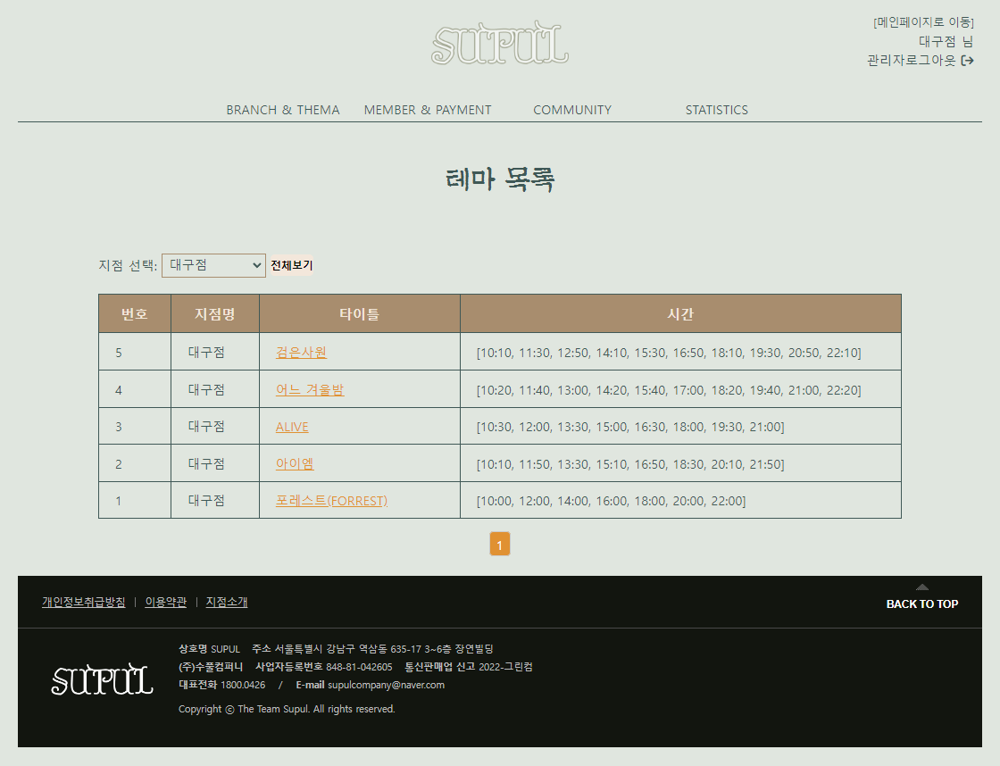 SUPUL
[메인페이지로 이동]
대구점 님
관리자로그아웃
BRANCH & THEMA MEMBER & PAYMENT COMMUNITY STATISTICS
테마 목록
지점 선택: 대구점 전체보기
번호 지점명 타이틀 시간
5 대구점 검은사원 [10:10, 11:30, 12:50, 14:10, 15:30, 16:50, 18:10, 19:30, 20:50, 22:10]
4 대구점 어느 겨울밤 [10:20, 11:40, 13:00, 14:20, 15:40, 17:00, 18:20, 19:40, 21:00, 22:20]
3 대구점 ALIVE [10:30, 12:00, 13:30, 15:00, 16:30, 18:00, 19:30, 21:00]
2 대구점 아이엠 [10:10, 11:50, 13:30, 15:10, 16:50, 18:30, 20:10, 21:50]
1 대구점 포레스트(FORREST) [10:00, 12:00, 14:00, 16:00, 18:00, 20:00, 22:00]
1
개인정보취급방침 | 이용약관 | 지점소개
BACK TO TOP
SUPUL
상호명 SUPUL 주소 서울특별시 강남구 역삼동 635-17 3~6층 장연빌딩
(주)수풀컴퍼니 사업자등록번호 848-81-042605 통신판매업 신고 2022-그린컴
대표전화 1800.0426 / E-mail supulcompany@naver.com
Copyright ⓒ The Team Supul. All rights reserved.